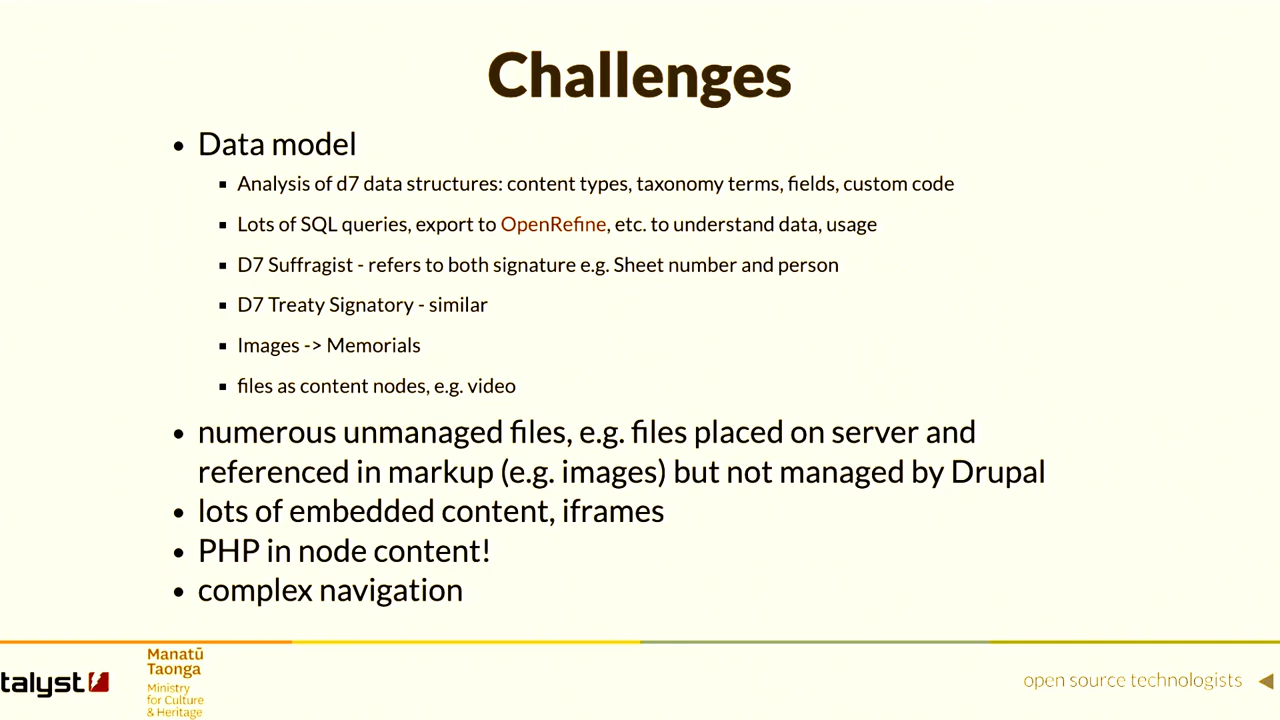 Challenges
Data model
Analysis of d7 data structures: content types, taxonomy terms, fields, custom code
Lots of SQL queries, export to OpenRefine, etc. to understand data, usage
D7 Suffragist - refers to both signature e.g. Sheet number and person
D7 Treaty Signatory - similar
Images -> Memorials
files as content nodes, e.g. video
numerous unmanaged files, e.g. files placed on server and
referenced in markup (e.g. images) but not managed by Drupal
lots of embedded content, iframes
PHP in node content!
complex navigation
talyst
Manatū
Taonga
Ministry
for Culture
& Heritage
open source technologists